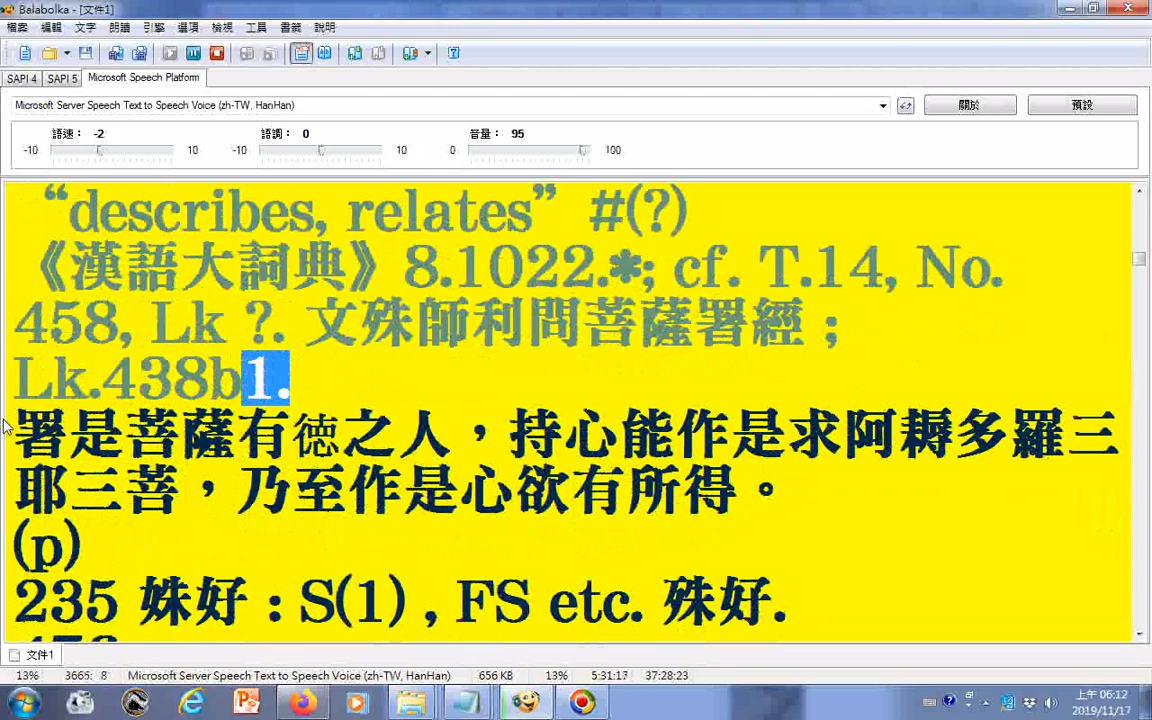 Balabolka - [文件1]
檔案 編輯 文字 朗讀 引擎 選項 檢視 工具 書籤 說明
SAPI 4 SAPI 5 Microsoft Speech Platform
Microsoft Server Speech Text to Speech Voice (zh-TW, HanHan) 關於 預設
語速： -2 語調： 0 音量： 95
-10 10 -10 10 0 100
“describes, relates” #(?)
《漢語大詞典》8.1022.*; cf. T.14, No.
458, Lk ?. 文殊師利問菩薩署經；
Lk.438b1.
署是菩薩有徳之人，持心能作是求阿耨多羅三
耶三菩，乃至作是心欲有所得。
(p)
235 姝好：S(1) , FS etc. 殊好.
文件1
13% 3665: 8 Microsoft Server Speech Text to Speech Voice (zh-TW, HanHan) 656 KB 13% 5:31:13 37:28:23
上午 06:12
2019/11/17